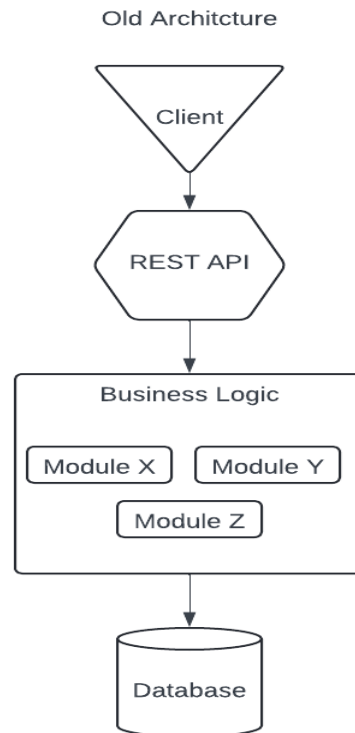 Old Architcture
Client
REST API
Business Logic
Module X
Module Y
Module Z
Database